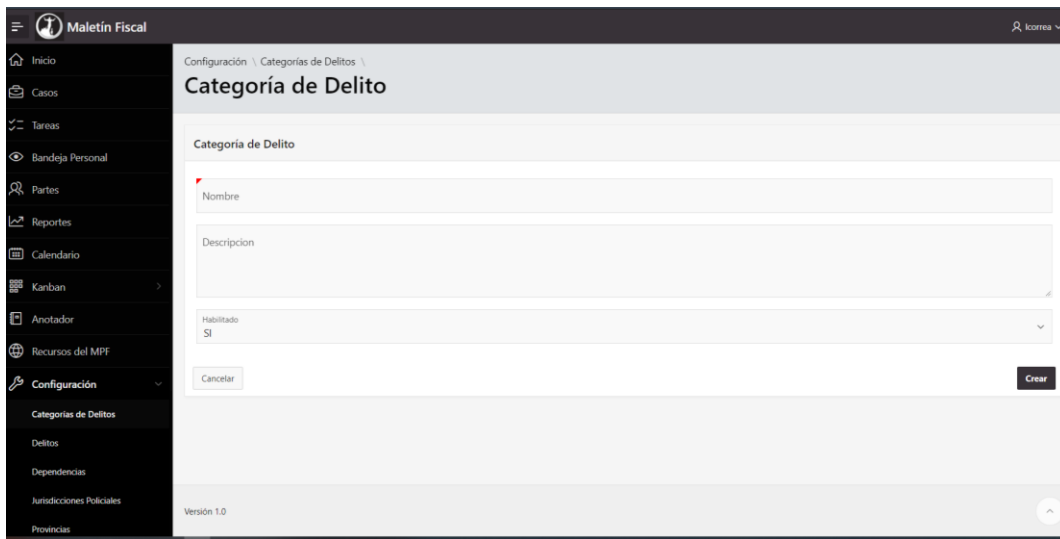 Maletín Fiscal
lcorrea
Inicio
Casos
Tareas
Bandeja Personal
Partes
Reportes
Calendario
Kanban
Anotador
Recursos del MPF
Configuración
Categorías de Delitos
Delitos
Dependencias
Jurisdicciones Policiales
Provincias
Configuración \ Categorías de Delitos \
Categoría de Delito
Categoría de Delito
Nombre
Descripcion
Habilitado
SI
Cancelar
Crear
Versión 1.0